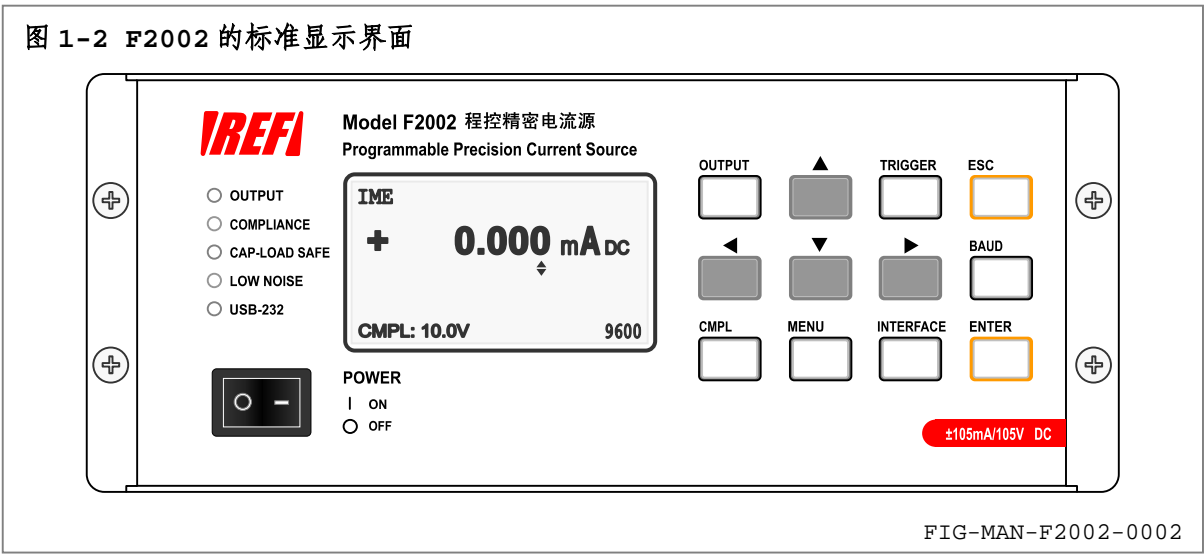 图 1-2 F2002 的标准显示界面
REF
Model F2002 程控精密电流源
Programmable Precision Current Source
OUTPUT
COMPLIANCE
CAP-LOAD SAFE
LOW NOISE
USB-232
IME
+ 0.000 mA DC
CMPL: 10.0V 9600
OUTPUT TRIGGER ESC
BAUD
CMPL MENU INTERFACE ENTER
POWER
| ON
OFF
±105mA/105V DC
FIG-MAN-F2002-0002